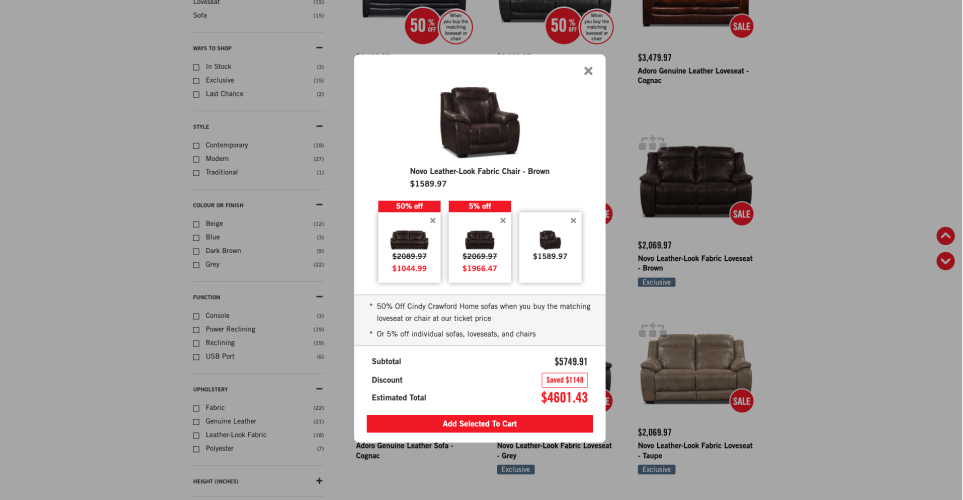 Loveseat (15)
Sofa (15)
WAYS TO SHOP
In Stock (3)
Exclusive (15)
Last Chance (2)
STYLE
Contemporary (38)
Modern (27)
Traditional (1)
COLOUR OR FINISH
Beige (12)
Blue (3)
Dark Brown (9)
Grey (22)
FUNCTION
Console (3)
Power Reclining (19)
Reclining (19)
USB Port (6)
UPHOLSTERY
Fabric (22)
Genuine Leather (21)
Leather-Look Fabric (18)
Polyester (7)
HEIGHT (INCHES)
50% OFF
When you buy the matching loveseat or chair
50% OFF
When you buy the matching loveseat or chair
SALE
$3,479.97
Adoro Genuine Leather Loveseat -
Cognac
Novo Leather-Look Fabric Chair - Brown
$1589.97
50% off
5% off
$2089.97
$1044.99
$2069.97
$1966.47
$1589.97
* 50% Off Cindy Crawford Home sofas when you buy the matching
loveseat or chair at our ticket price
* Or 5% off individual sofas, loveseats, and chairs
Subtotal $5749.91
Discount Saved $1148
Estimated Total $4601.43
Add Selected To Cart
SALE
$2,069.97
Novo Leather-Look Fabric Loveseat
- Brown
Exclusive
SALE
Adoro Genuine Leather Sofa -
Cognac
Novo Leather-Look Fabric Loveseat
- Grey
Exclusive
$2,069.97
Novo Leather-Look Fabric Loveseat
- Taupe
Exclusive